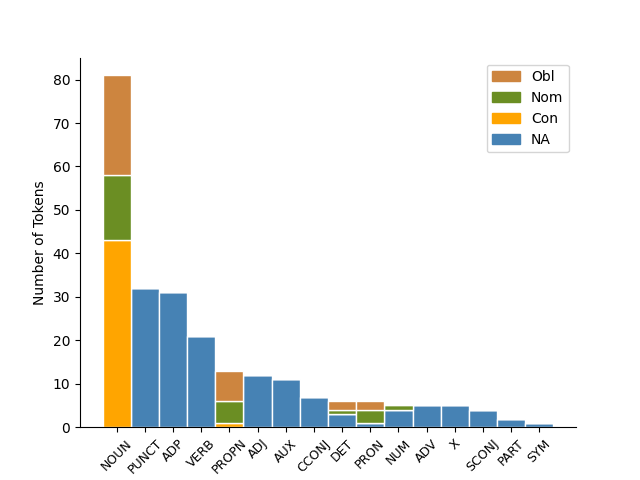 Obl
Nom
Con
NA
Number of Tokens
80
70
60
50
40
30
20
10
0
NOUN
PUNCT
ADP
VERB
PROPN
ADJ
AUX
CCONJ
DET
PRON
NUM
ADV
X
SCONJ
PART
SYM